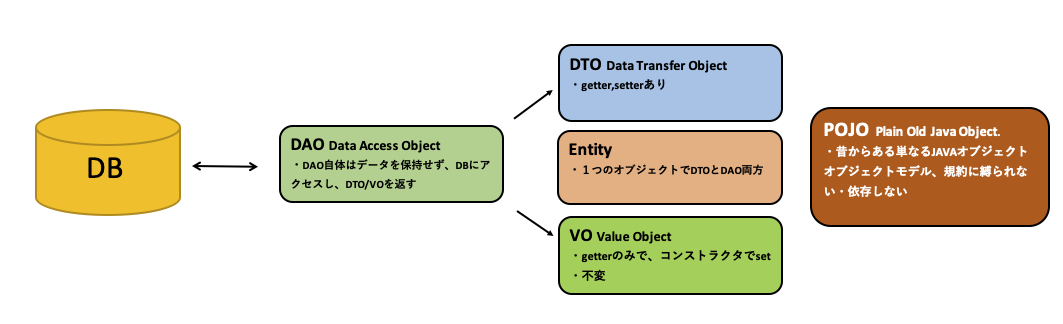 DB
DAO Data Access Object
・DAO自体はデータを保持せず、DBにア
クセスし、DTO/VOを返す
DTO Data Transfer Object
・getter,setterあり
Entity
・１つのオブジェクトでDTOとDAO両方
VO Value Object
・getterのみで、コンストラクタでset
・不変
POJO Plain Old Java Object.
・昔からある単なるJAVAオブジェクト
オブジェクトモデル、規約に縛られな
い・依存しない